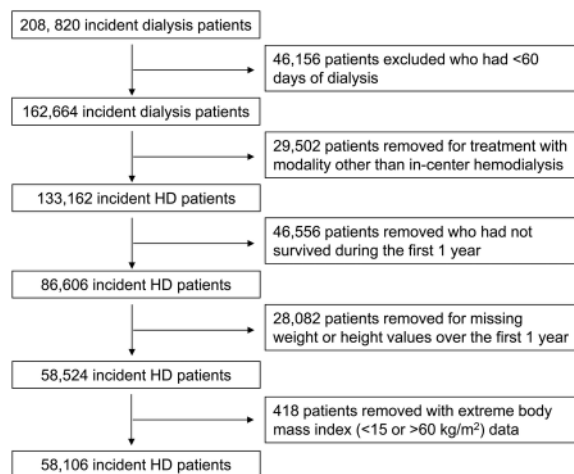 208, 820 incident dialysis patients
46,156 patients excluded who had <60
days of dialysis
162,664 incident dialysis patients
29,502 patients removed for treatment with
modality other than in-center hemodialysis
133,162 incident HD patients
46,556 patients removed who had not
survived during the first 1 year
86,606 incident HD patients
28,082 patients removed for missing
weight or height values over the first 1 year
58,524 incident HD patients
418 patients removed with extreme body
mass index (<15 or >60 kg/m²) data
58,106 incident HD patients